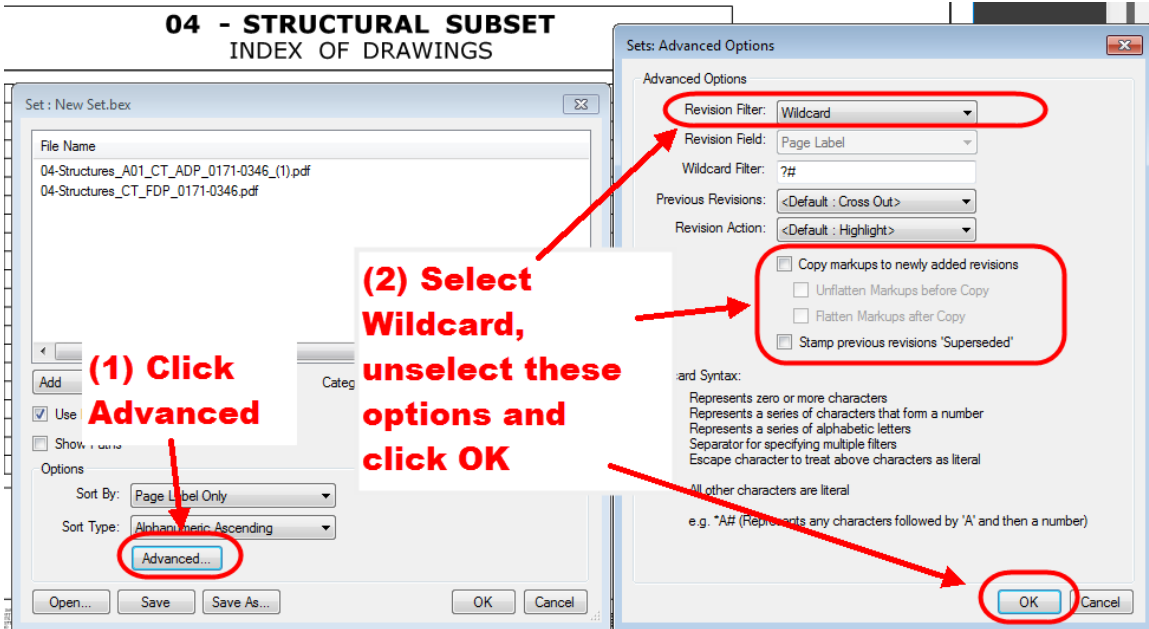 04 - STRUCTURAL SUBSET
INDEX OF DRAWINGS
Set : New Set.bex
File Name
04-Structures_A01_CT_ADP_0171-0346_(1).pdf
04-Structures_CT_FDP_0171-0346.pdf
Add
Categ
Use
Show Paths
Options
Sort By: Page Label Only
Sort Type: Alphanumeric Ascending
Advanced...
Open... Save Save As... OK Cancel
(1) Click
Advanced
(2) Select
Wildcard,
unselect these
options and
click OK
Sets: Advanced Options
Advanced Options
Revision Filter: Wildcard
Revision Field: Page Label
Wildcard Filter: ?#
Previous Revisions: <Default : Cross Out>
Revision Action: <Default : Highlight>
Copy markups to newly added revisions
Unflatten Markups before Copy
Flatten Markups after Copy
Stamp previous revisions 'Superseded'
ard Syntax:
Represents zero or more characters
Represents a series of characters that form a number
Represents a series of alphabetic letters
Separator for specifying multiple filters
Escape character to treat above characters as literal
All other characters are literal
e.g. *A# (Represents any characters followed by 'A' and then a number)
OK Cancel